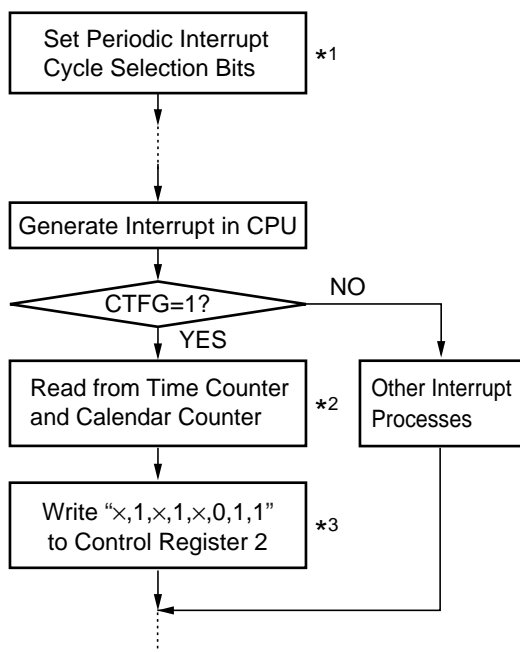 Set Periodic Interrupt
Cycle Selection Bits
*1
Generate Interrupt in CPU
CTFG=1?
NO
YES
Read from Time Counter
and Calendar Counter
*2
Other Interrupt
Processes
Write “×,1,×,1,×,0,1,1”
to Control Register 2
*3